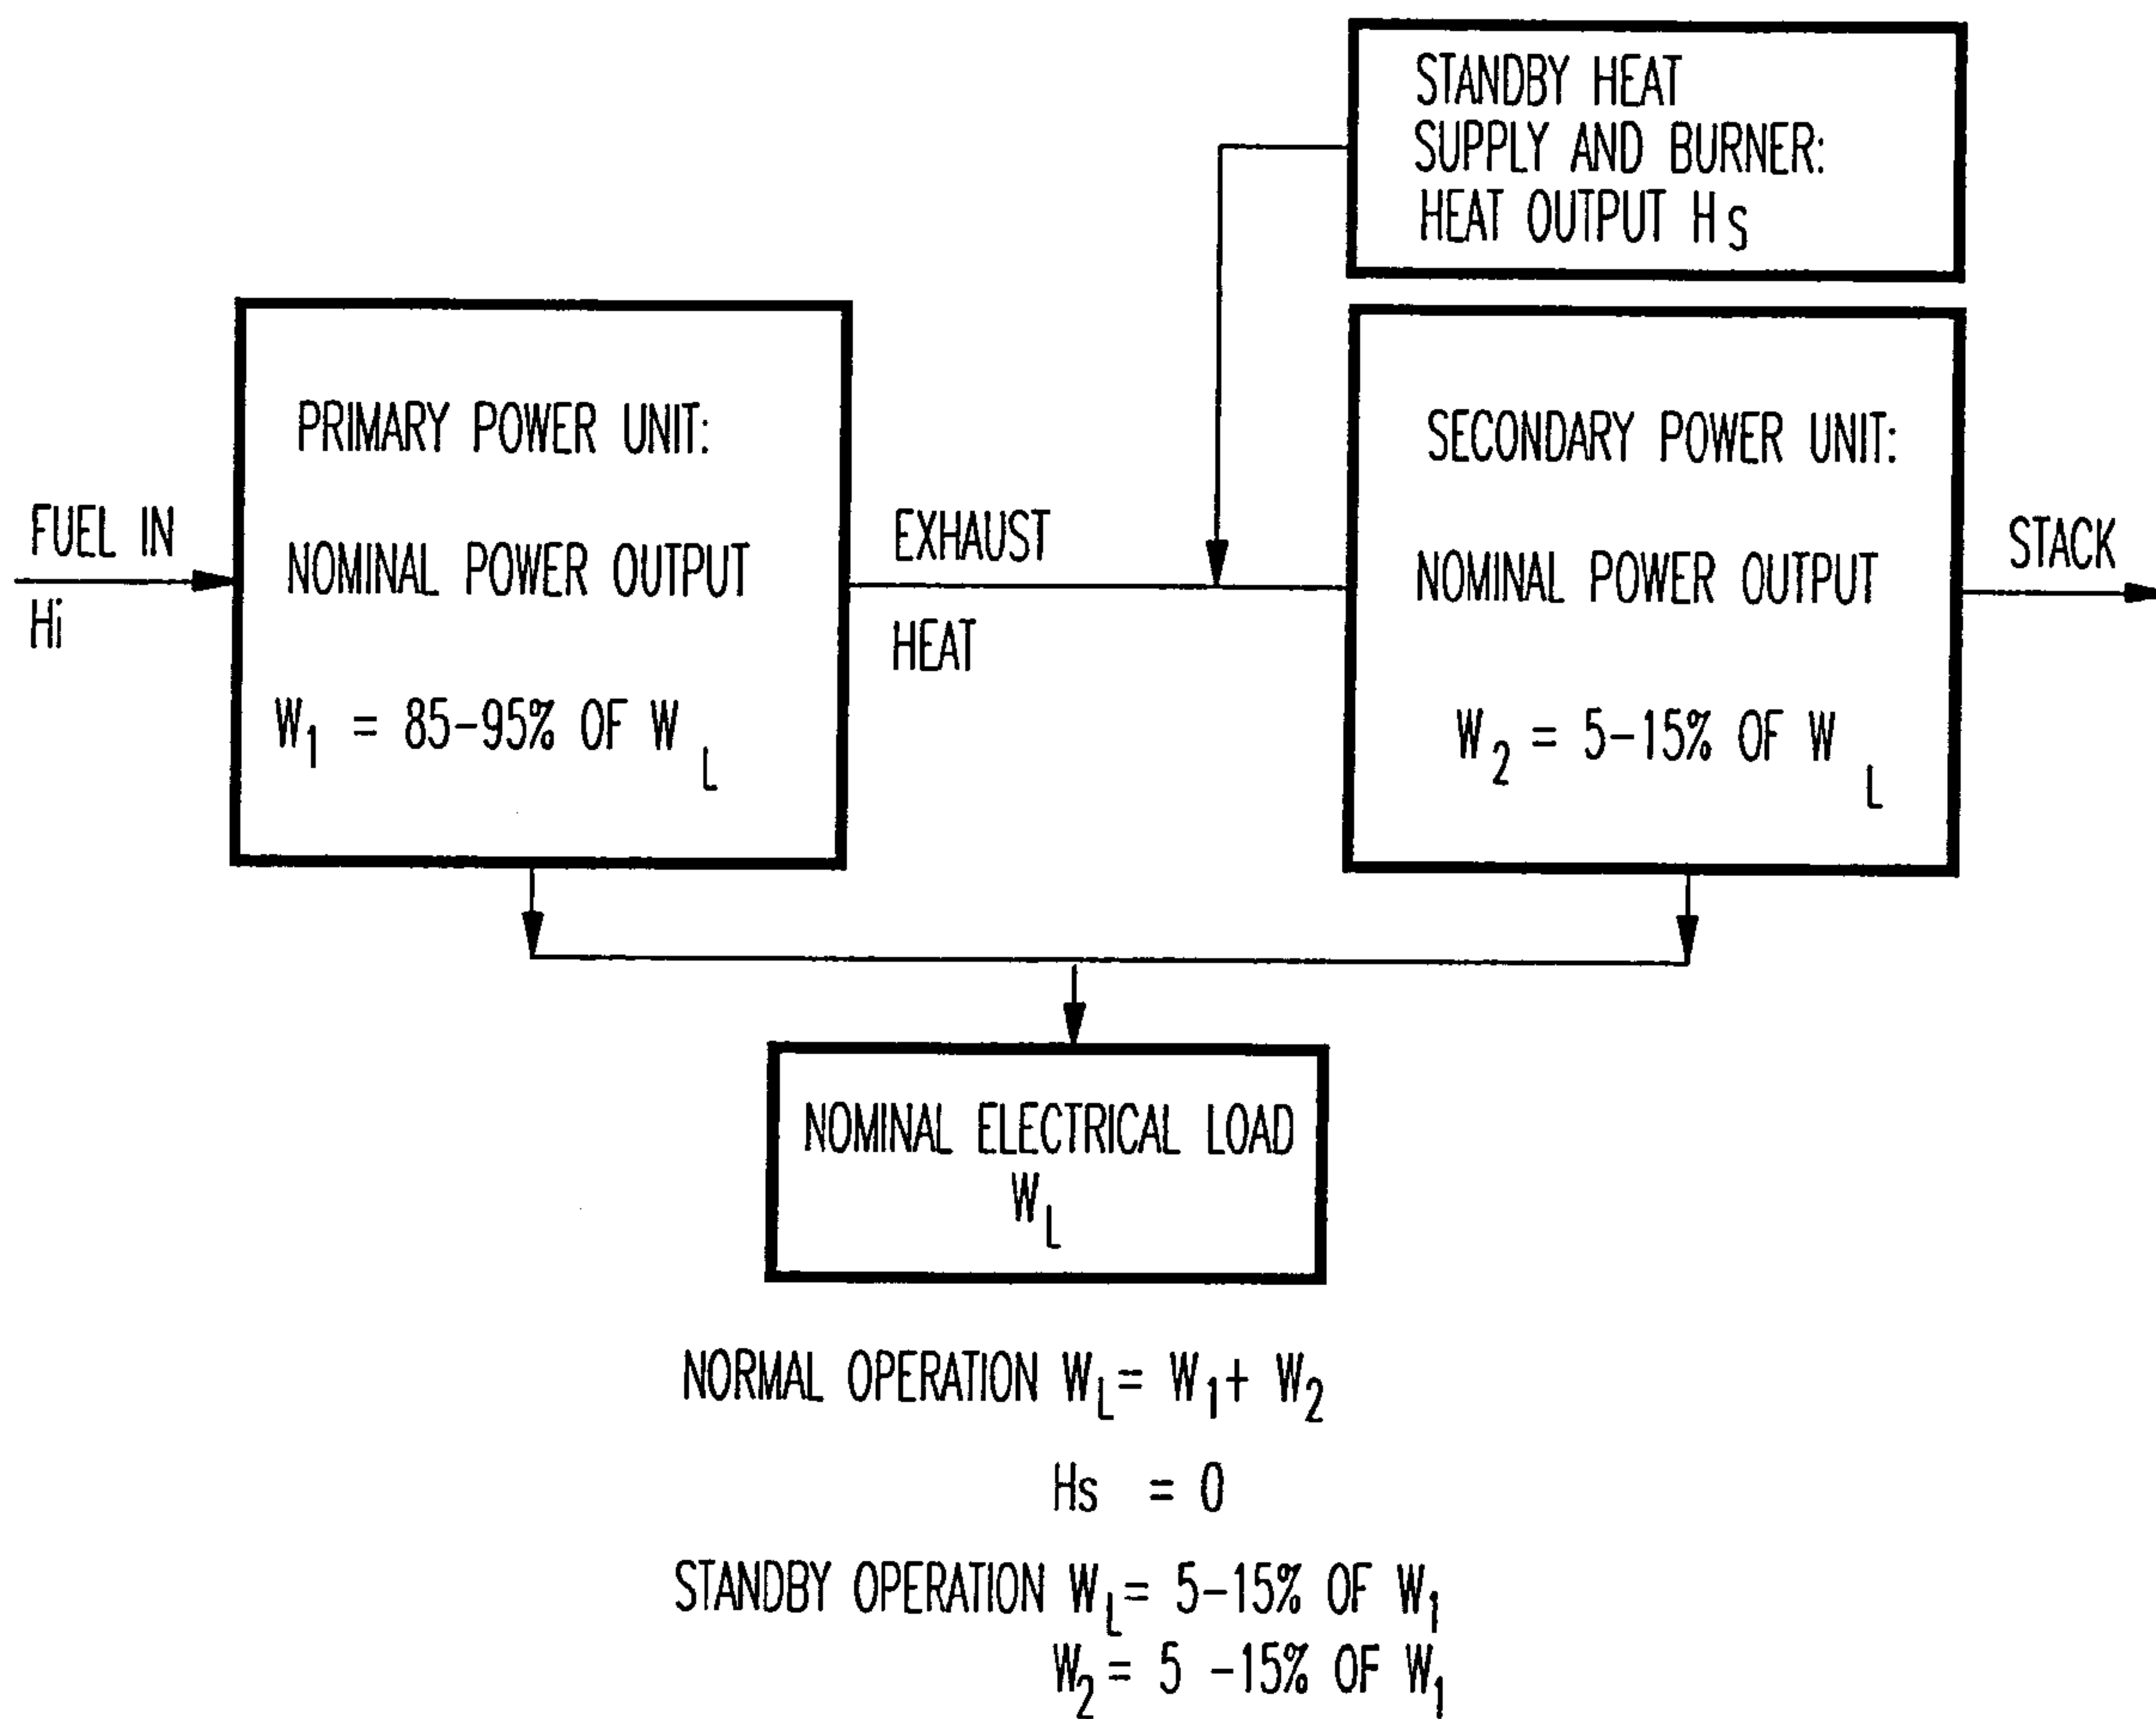 STANDBY HEAT
SUPPLY AND BURNER:
HEAT OUTPUT HS
PRIMARY POWER UNIT:
NOMINAL POWER OUTPUT
W1 = 85-95% OF WL
FUEL IN
Hi
EXHAUST
HEAT
SECONDARY POWER UNIT:
NOMINAL POWER OUTPUT
W2 = 5-15% OF WL
STACK
NOMINAL ELECTRICAL LOAD
WL
NORMAL OPERATION WL= W1+ W2
Hs = 0
STANDBY OPERATION WL= 5-15% OF W1
W2= 5 -15% OF W1